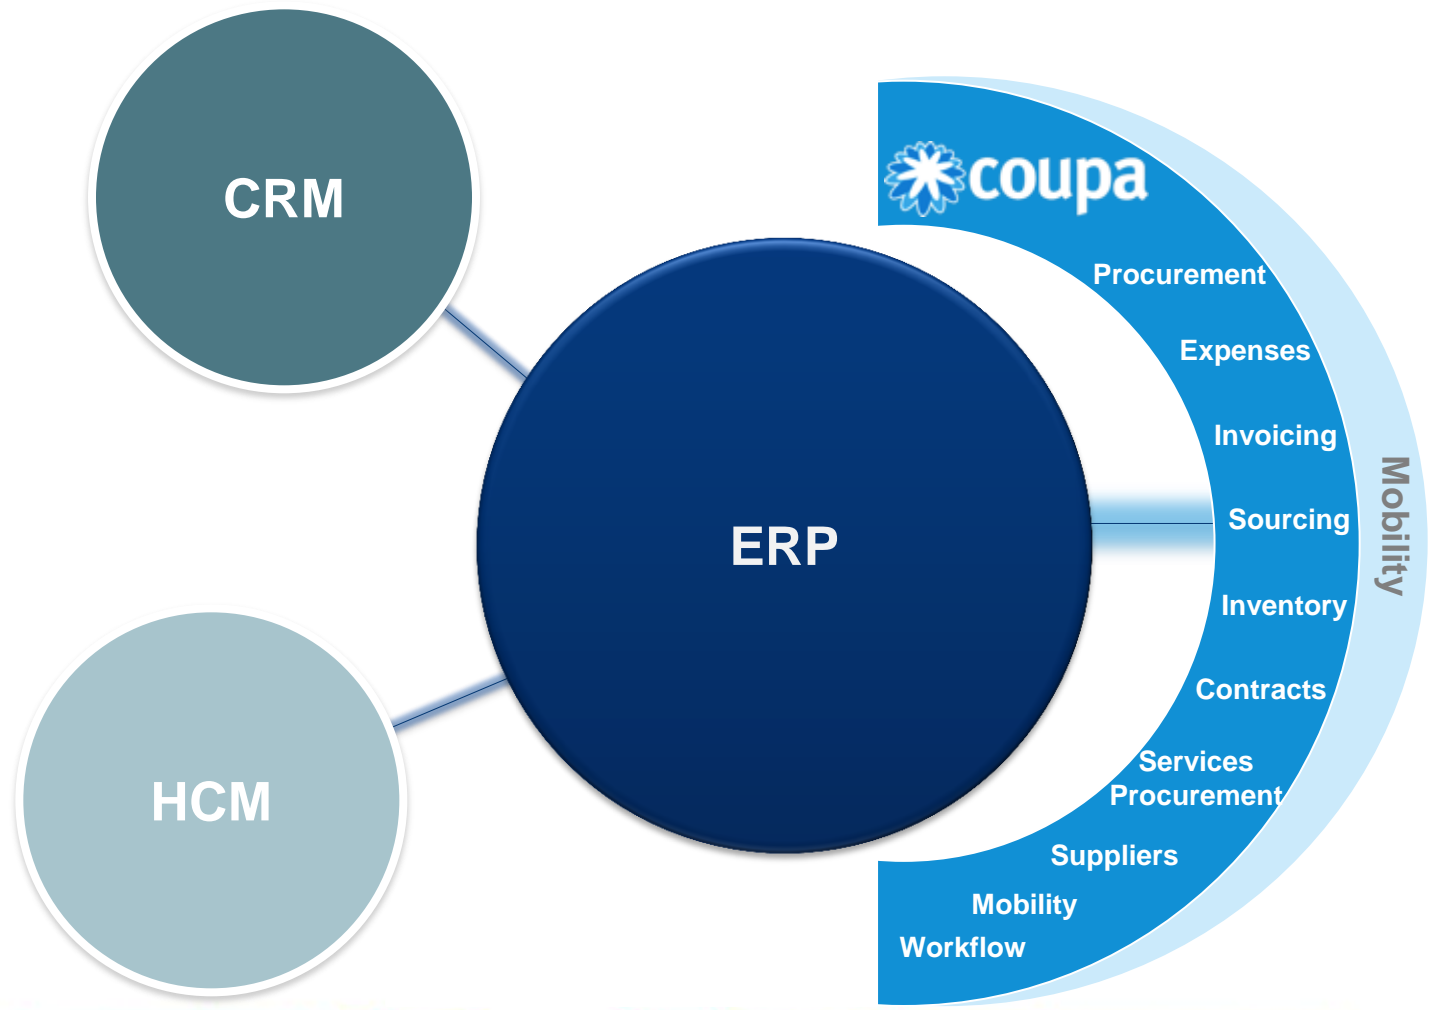 CRM
HCM
ERP
coupa
Procurement
Expenses
Invoicing
Sourcing
Inventory
Contracts
Services
Procurement
Suppliers
Mobility
Workflow
Mobility